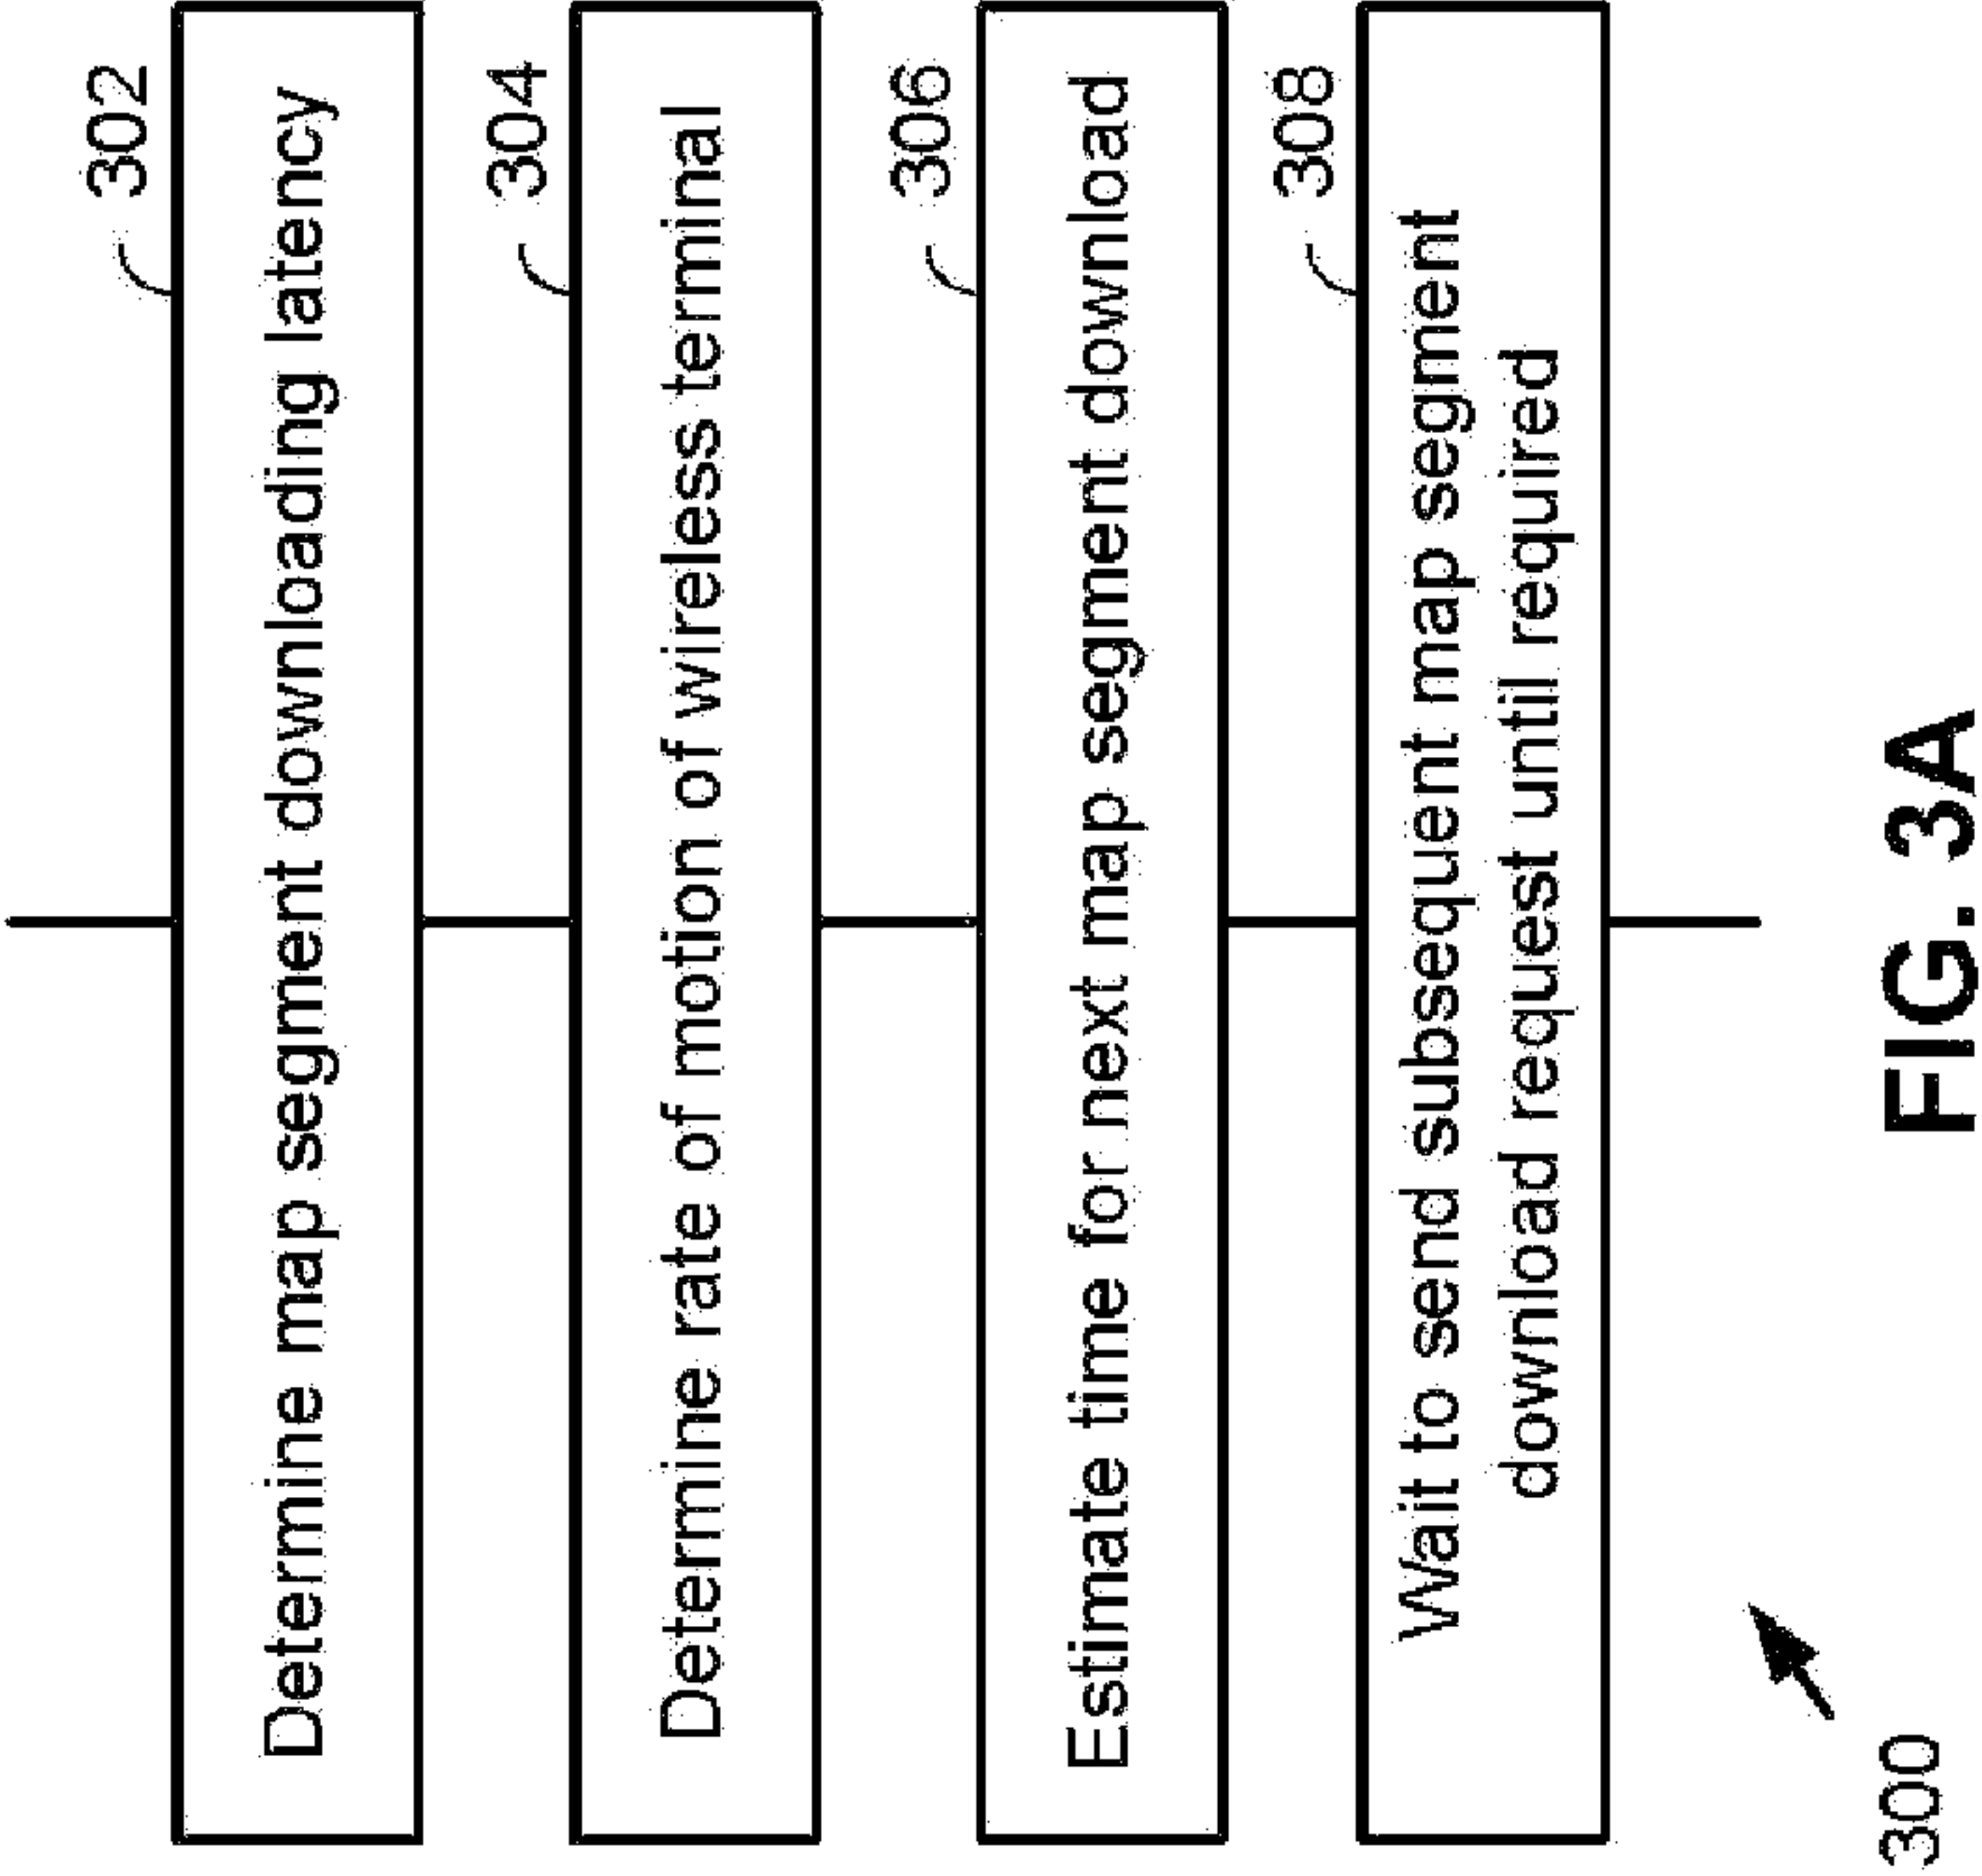 302
Determine map segment downloading latency
304
Determine rate of motion of wireless terminal
306
Estimate time for next map segment download
308
Wait to send subsequent map segment
download request until required
300
FIG. 3A